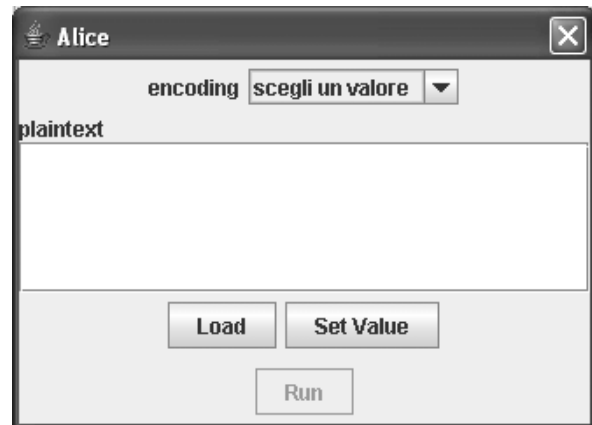 Alice
encoding scegli un valore
plaintext
Load Set Value
Run